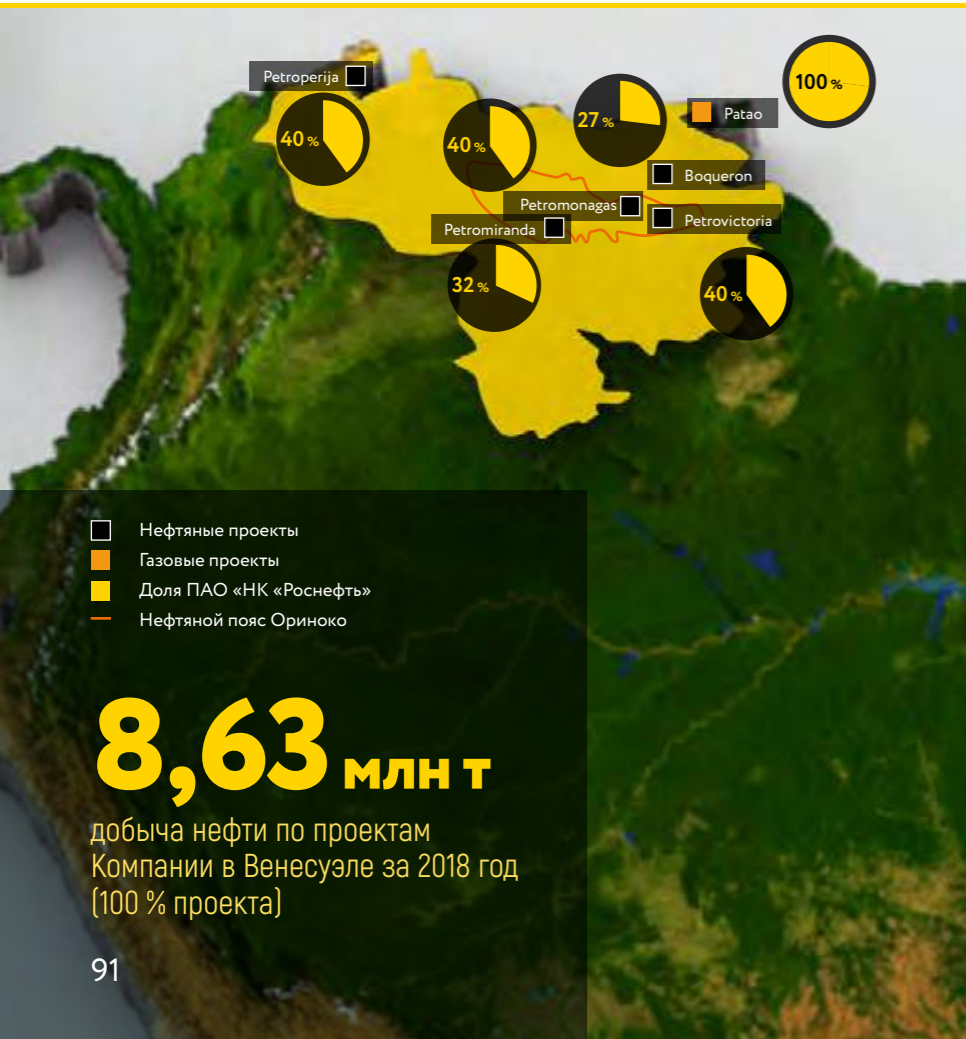 Petroperija
100 %
40 %
40 %
27 %
Patao
Boqueron
Petromonagas
Petrovictoria
Petromiranda
32 %
40 %
Нефтяные проекты
Газовые проекты
Доля ПАО «НК «Роснефть»
Нефтяной пояс Ориноко
8,63 млн т
добыча нефти по проектам
Компании в Венесуэле за 2018 год
(100 % проекта)
91